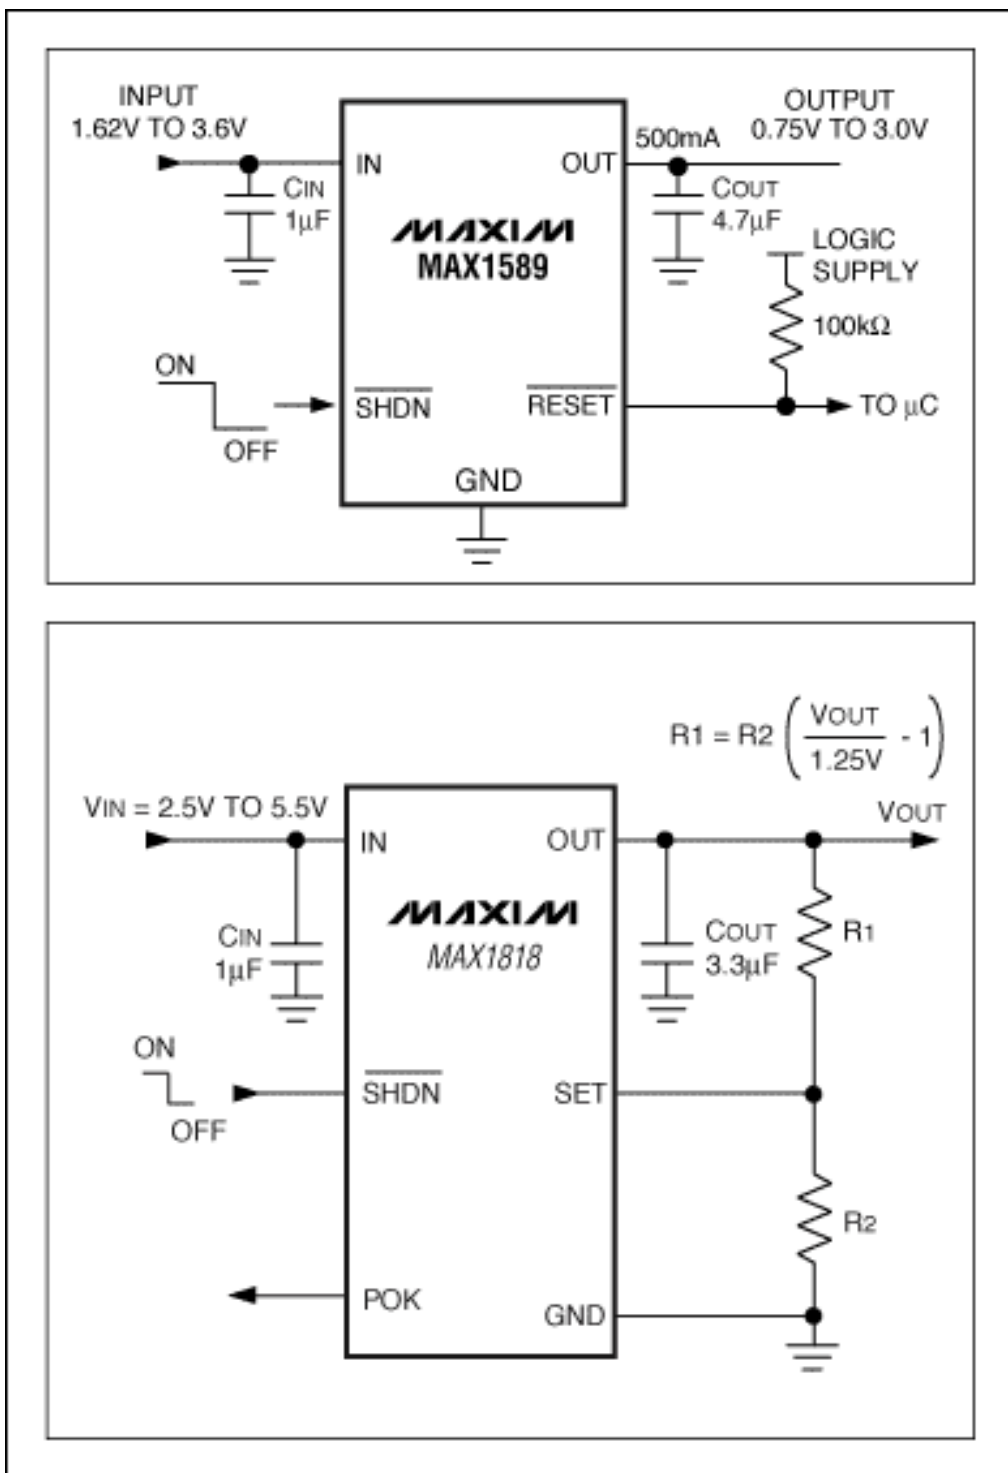 INPUT
1.62V TO 3.6V
OUTPUT
0.75V TO 3.0V
500mA
IN
OUT
CIN
1µF
COUT
4.7µF
MAXIM
MAX1589
LOGIC
SUPPLY
100kΩ
ON
OFF
SHDN
RESET
TO µC
GND
R1 = R2 ( VOUT / 1.25V - 1 )
VIN = 2.5V TO 5.5V
VOUT
IN
OUT
MAXIM
MAX1818
CIN
1µF
COUT
3.3µF
R1
ON
OFF
SHDN
SET
R2
POK
GND